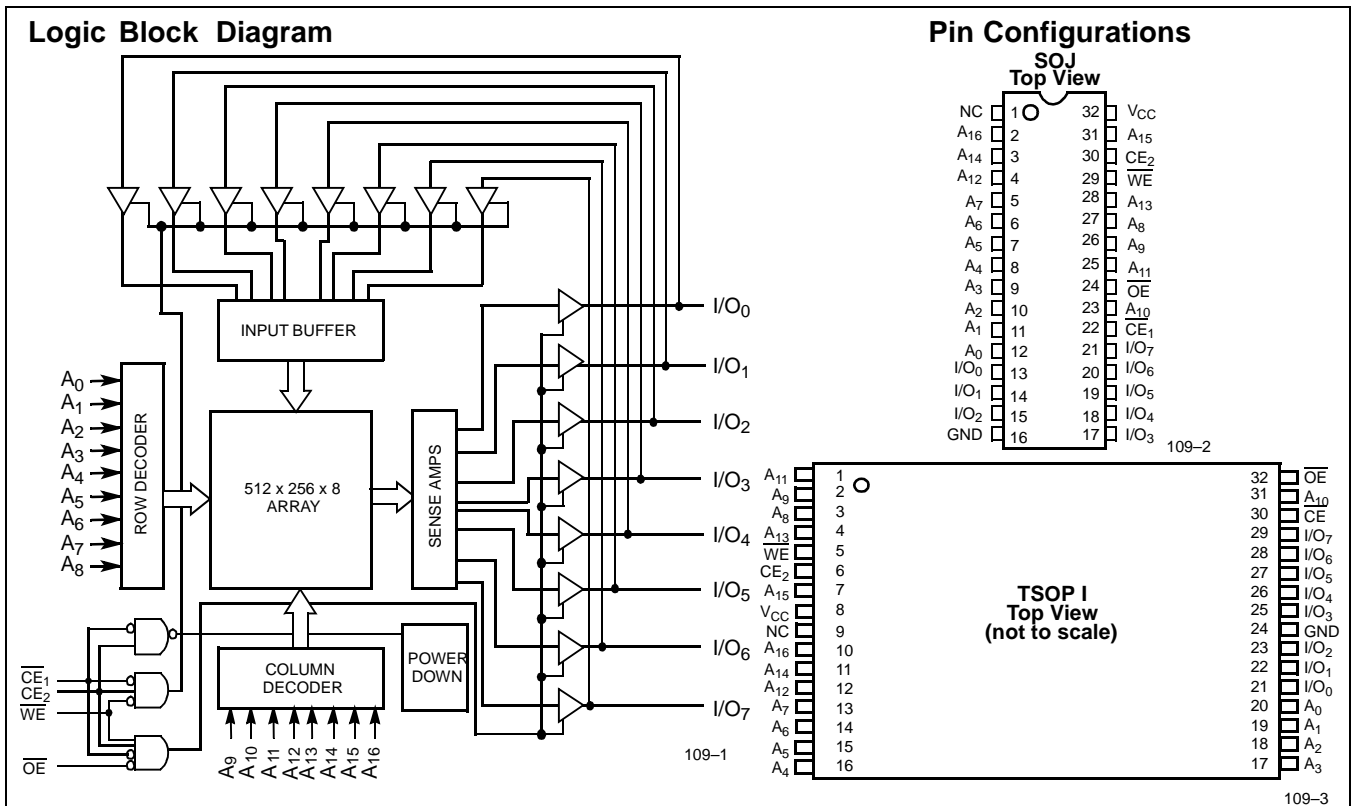 Logic Block Diagram
INPUT BUFFER
A0
A1
A2
A3
A4
A5
A6
A7
A8
ROW DECODER
512 x 256 x 8
ARRAY
SENSE AMPS
COLUMN
DECODER
POWER
DOWN
CE1
CE2
WE
OE
A9
A10
A11
A12
A13
A14
A15
A16
I/O0
I/O1
I/O2
I/O3
I/O4
I/O5
I/O6
I/O7
109–1
Pin Configurations
SOJ
Top View
NC 1 32 VCC
A16 2 31 A15
A14 3 30 CE2
A12 4 29 WE
A7 5 28 A13
A6 6 27 A8
A5 7 26 A9
A4 8 25 A11
A3 9 24 OE
A2 10 23 A10
A1 11 22 CE1
A0 12 21 I/O7
I/O0 13 20 I/O6
I/O1 14 19 I/O5
I/O2 15 18 I/O4
GND 16 17 I/O3
109–2
TSOP I
Top View
(not to scale)
A11 1 32 OE
A9 2 31 A10
A8 3 30 CE
A13 4 29 I/O7
WE 5 28 I/O6
CE2 6 27 I/O5
A15 7 26 I/O4
VCC 8 25 I/O3
NC 9 24 GND
A16 10 23 I/O2
A14 11 22 I/O1
A12 12 21 I/O0
A7 13 20 A0
A6 14 19 A1
A5 15 18 A2
A4 16 17 A3
109–3